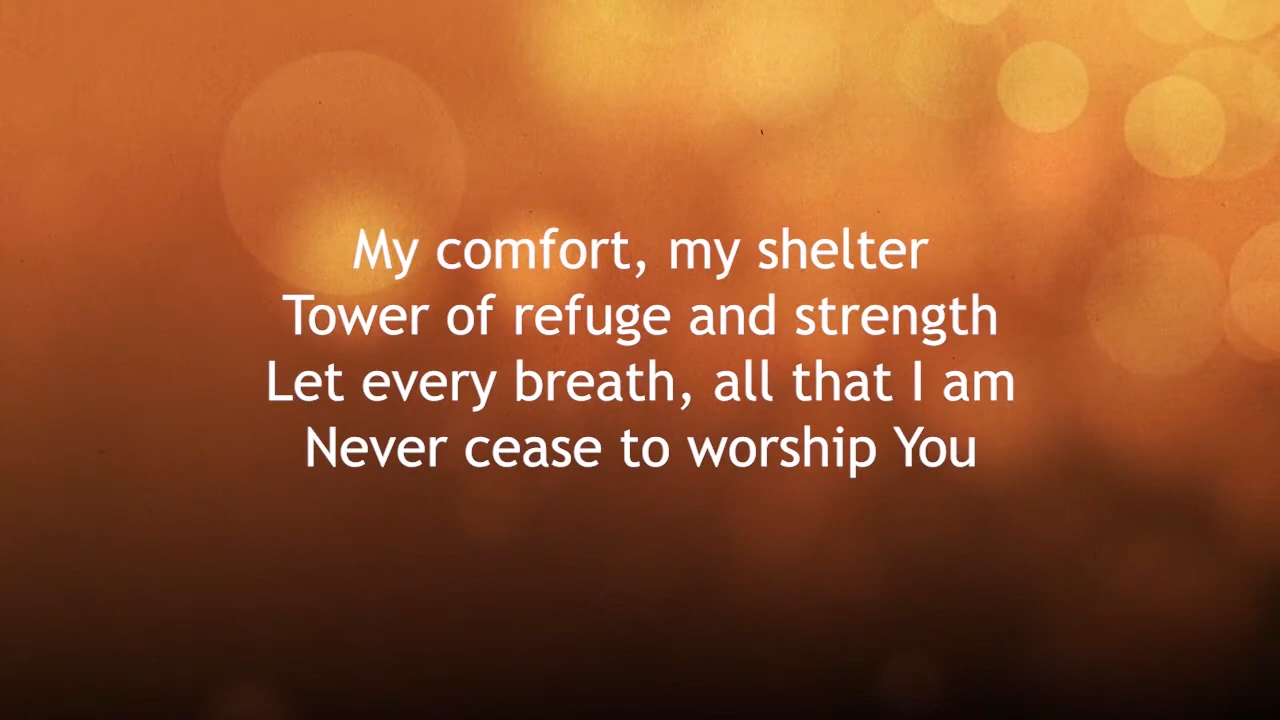 My comfort, my shelter
Tower of refuge and strength
Let every breath, all that I am
Never cease to worship You